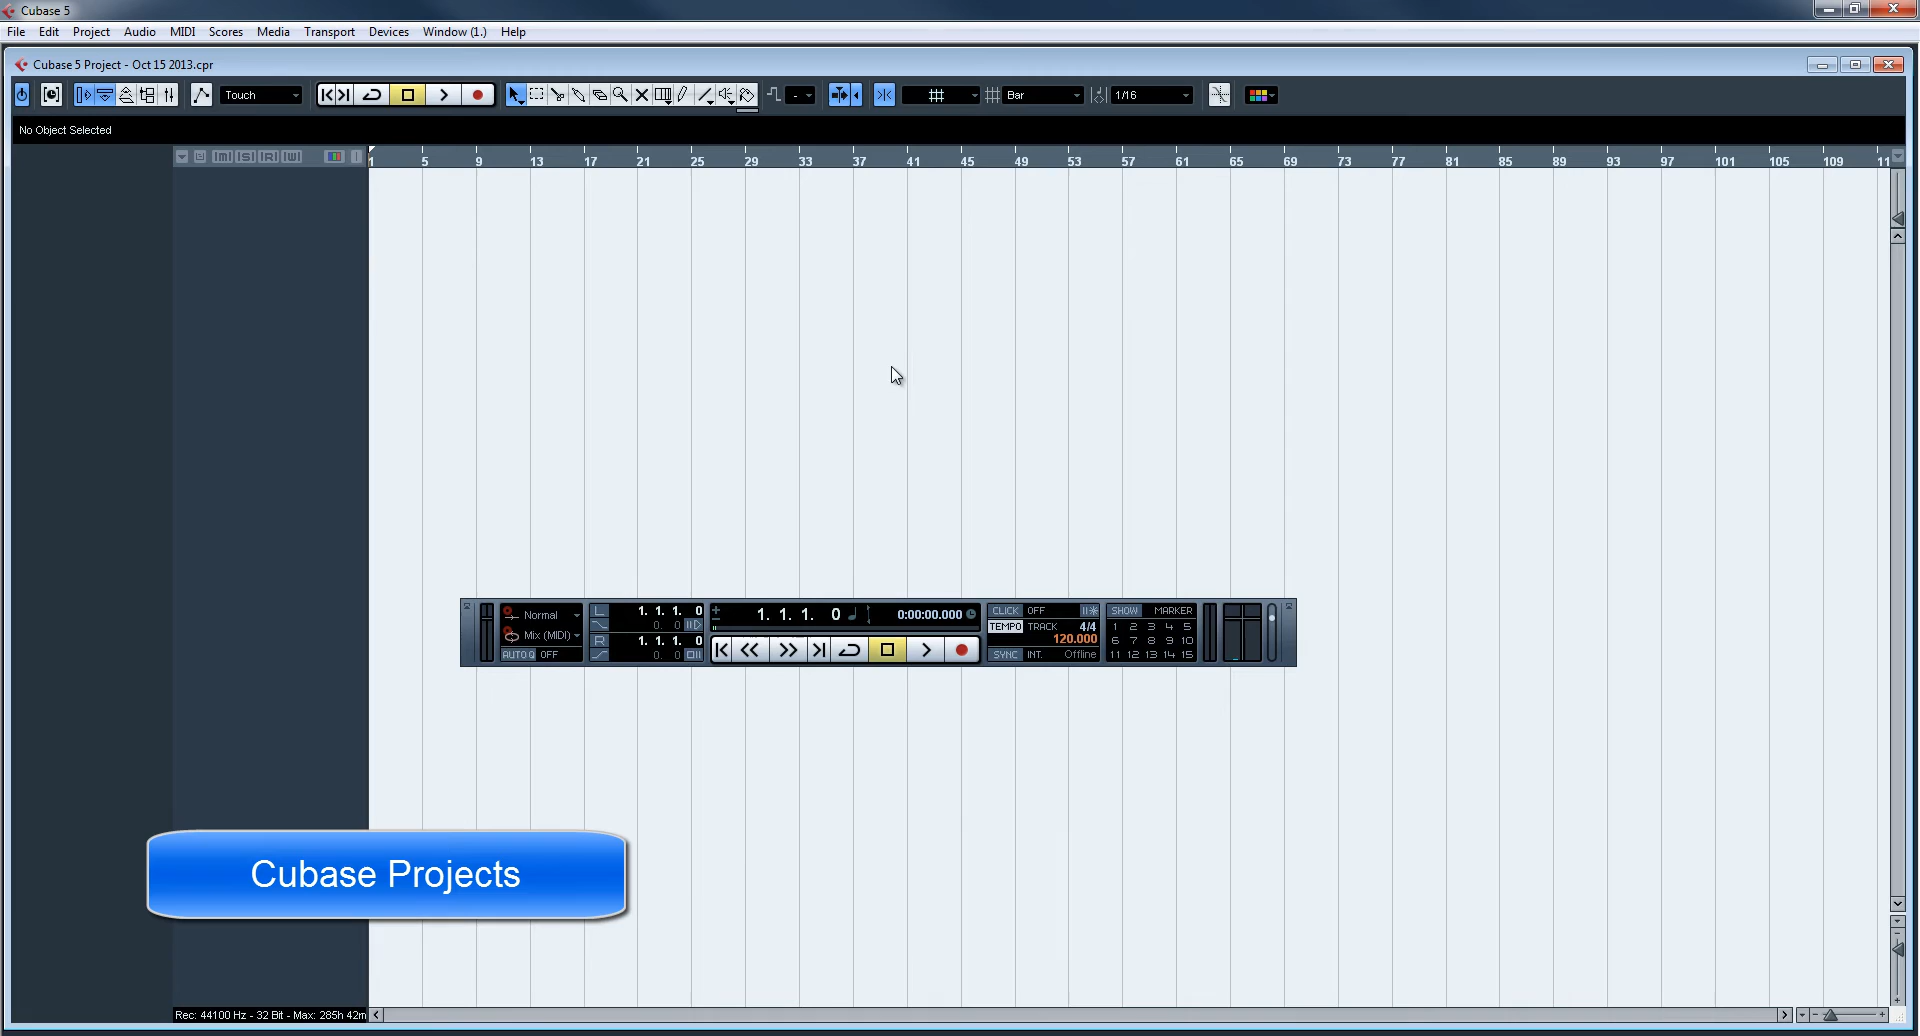 Cubase 5
File Edit Project Audio MIDI Scores Media Transport Devices Window (1.) Help
Cubase 5 Project - Oct 15 2013.cpr
Touch - Bar 1/16
No Object Selected
[M] [S] [R] [W]
1 5 9 13 17 21 25 29 33 37 41 45 49 53 57 61 65 69 73 77 81 85 89 93 97 101 105 109 11
Normal L 1. 1. 1. 0 1. 1. 1. 0 0:00:00.000 CLICK OFF SHOW MARKER
0. 0 TEMPO TRACK 4/4 1 2 3 4 5
Mix (MIDI) R 1. 1. 1. 0 120.000 6 7 8 9 10
AUTO Q OFF 0. 0 SYNC INT. Offline 11 12 13 14 15
Cubase Projects
Rec: 44100 Hz - 32 Bit - Max: 285h 42m